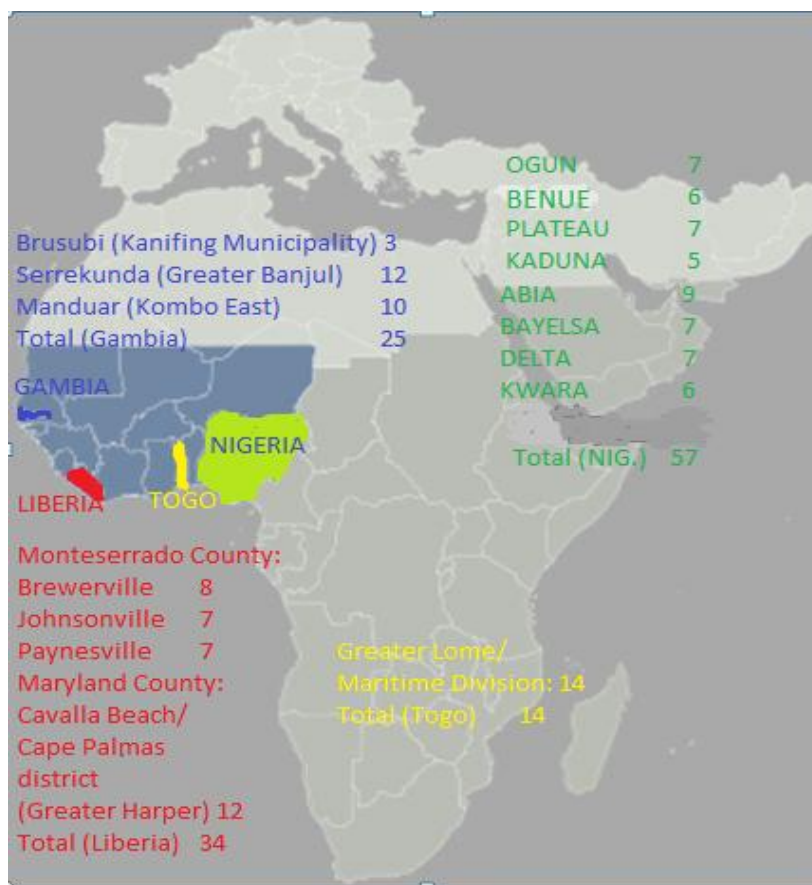 OGUN 7
BENUE 6
PLATEAU 7
KADUNA 5
ABIA 9
BAYELSA 7
DELTA 7
KWARA 6
Total (NIG.) 57
Brusubi (Kanifing Municipality) 3
Serrekunda (Greater Banjul) 12
Manduar (Kombo East) 10
Total (Gambia) 25
GAMBIA
NIGERIA
LIBERIA
TOGO
Monteserrado County:
Brewerville 8
Johnsonville 7
Paynesville 7
Maryland County:
Cavalla Beach/
Cape Palmas
district
(Greater Harper) 12
Total (Liberia) 34
Greater Lome/
Maritime Division: 14
Total (Togo) 14